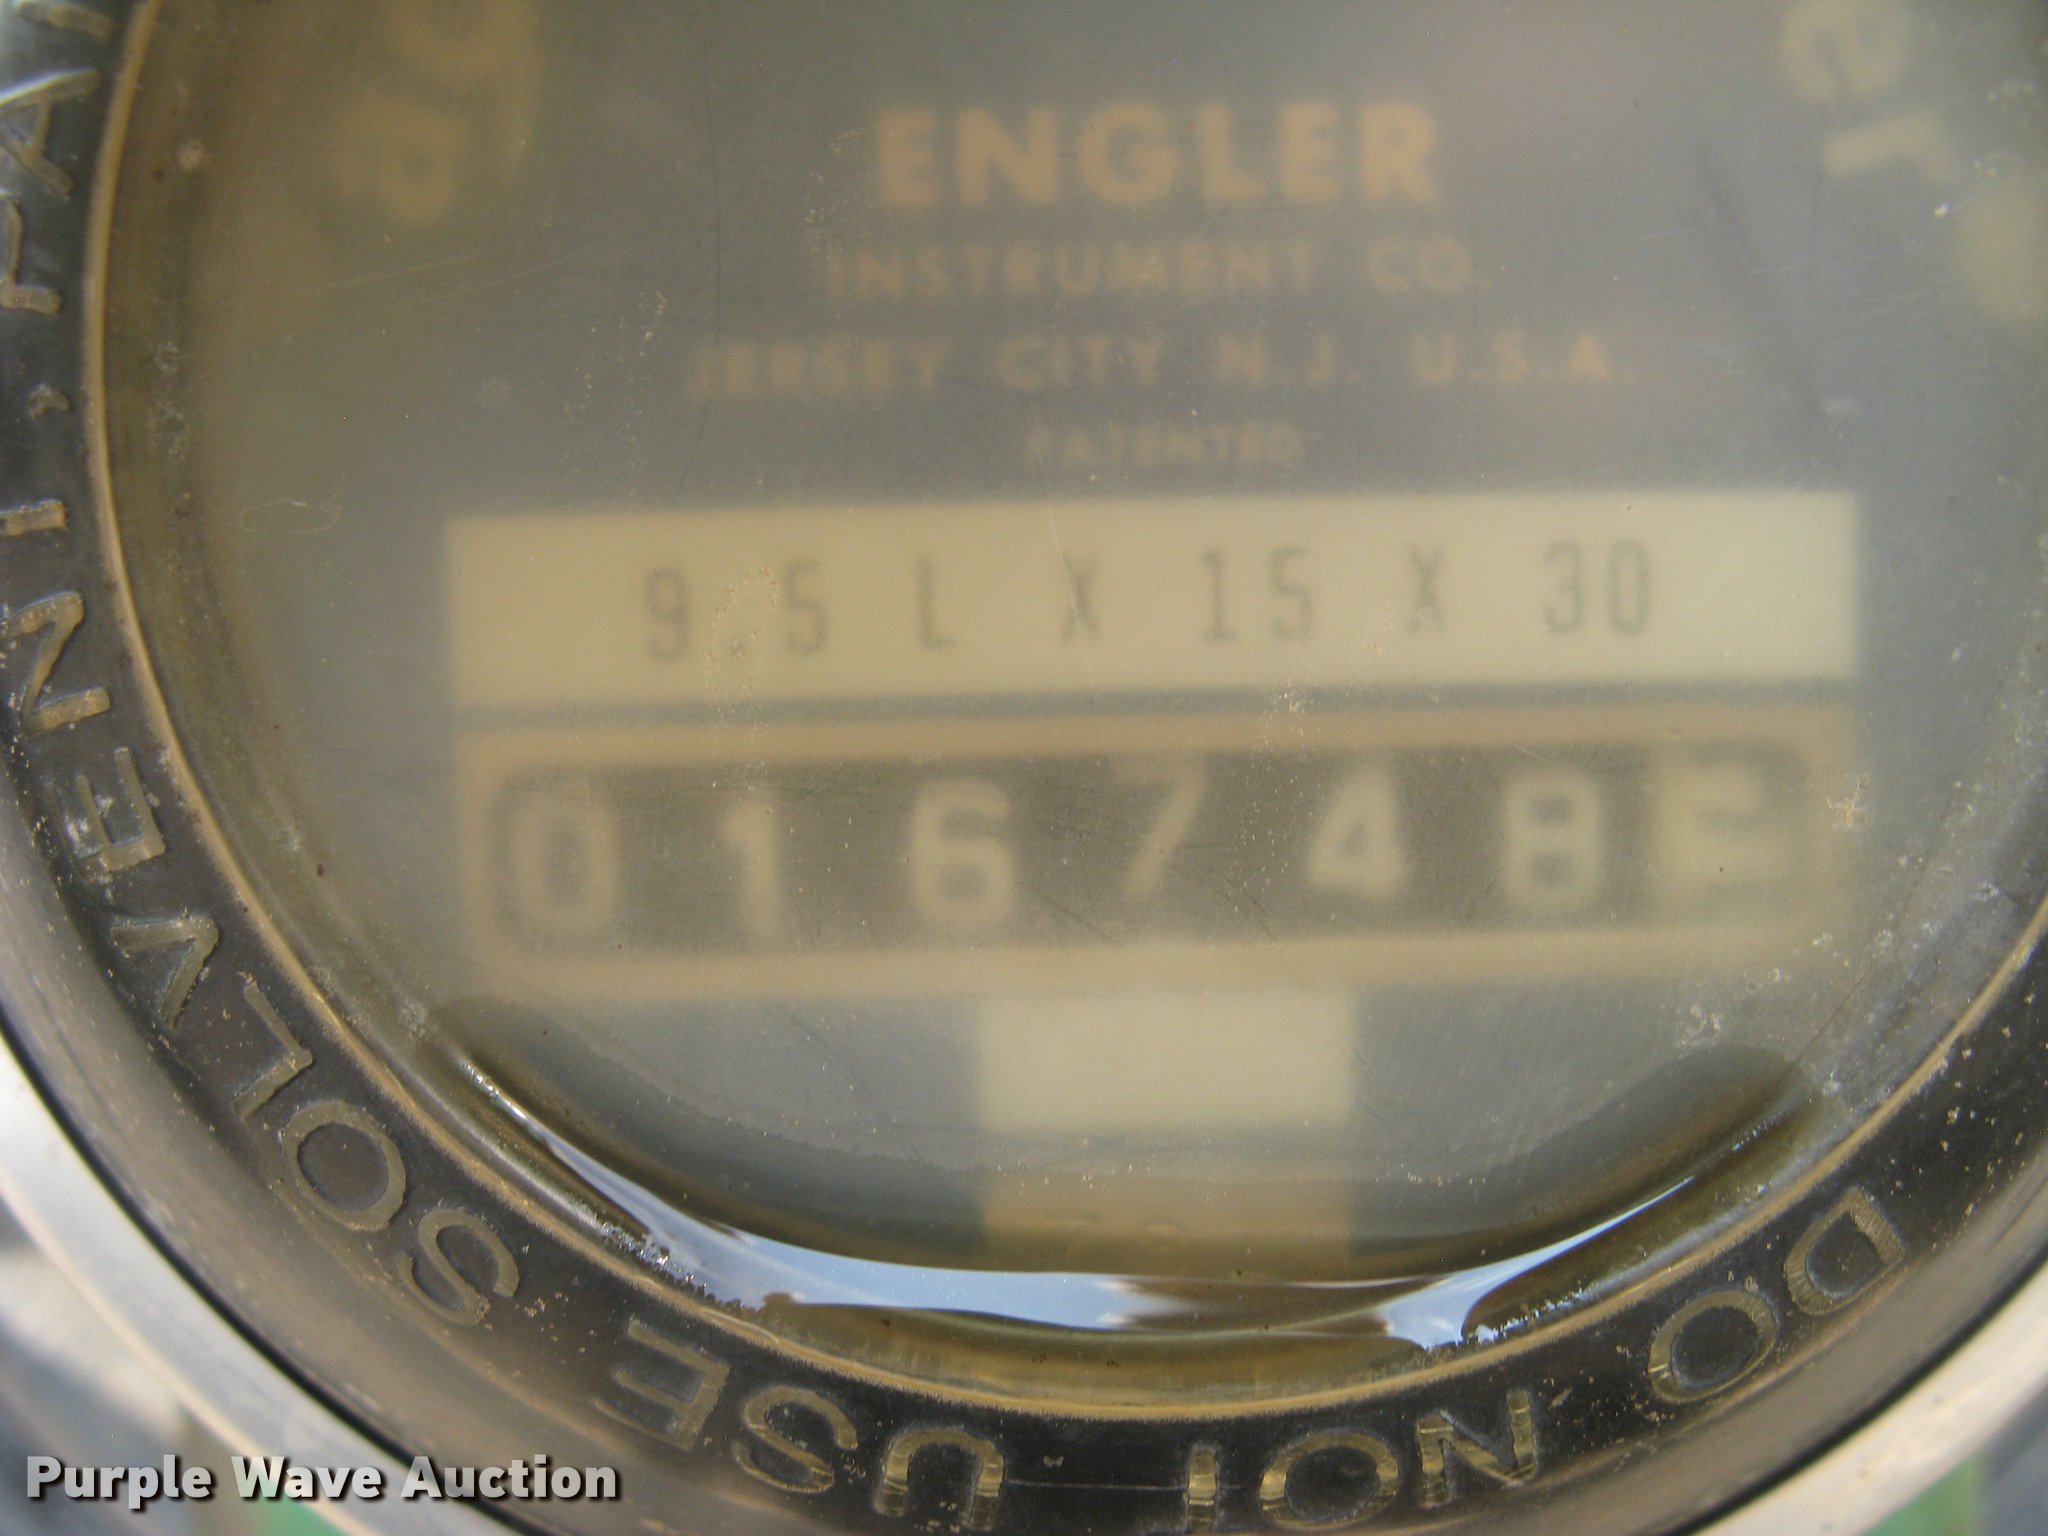 ENGLER
INSTRUMENT CO.
JERSEY CITY N.J. U.S.A.
PATENTED
9.5 L X 15 X 30
016748
DO NOT USE SOLVENT.
Purple Wave Auction